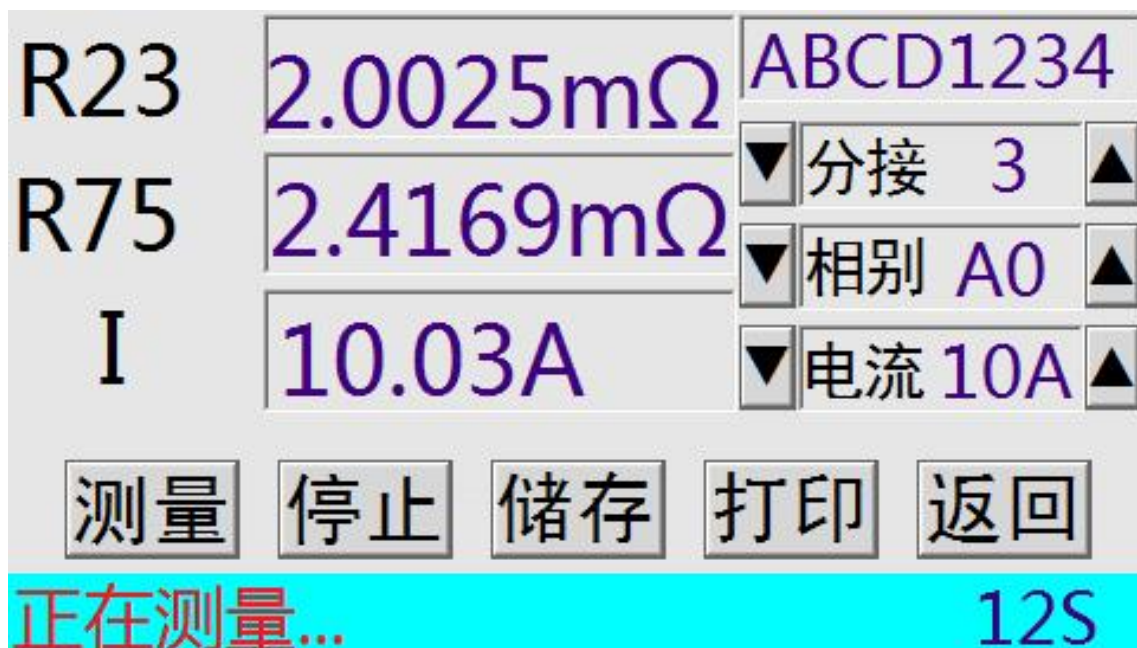 R23 2.0025mΩ ABCD1234
▼ 分接 3 ▲
R75 2.4169mΩ
▼ 相别 A0 ▲
I 10.03A
▼ 电流 10A ▲
测量 停止 储存 打印 返回
正在测量... 12S